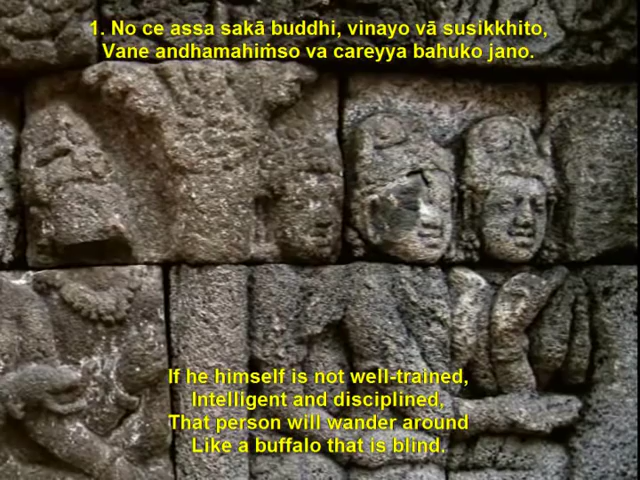 1. No ce assa sakā buddhi, vinayo vā susikkhito,
Vane andhamahiṁso va careyya bahuko jano.
If he himself is not well-trained,
Intelligent and disciplined,
That person will wander around
Like a buffalo that is blind.